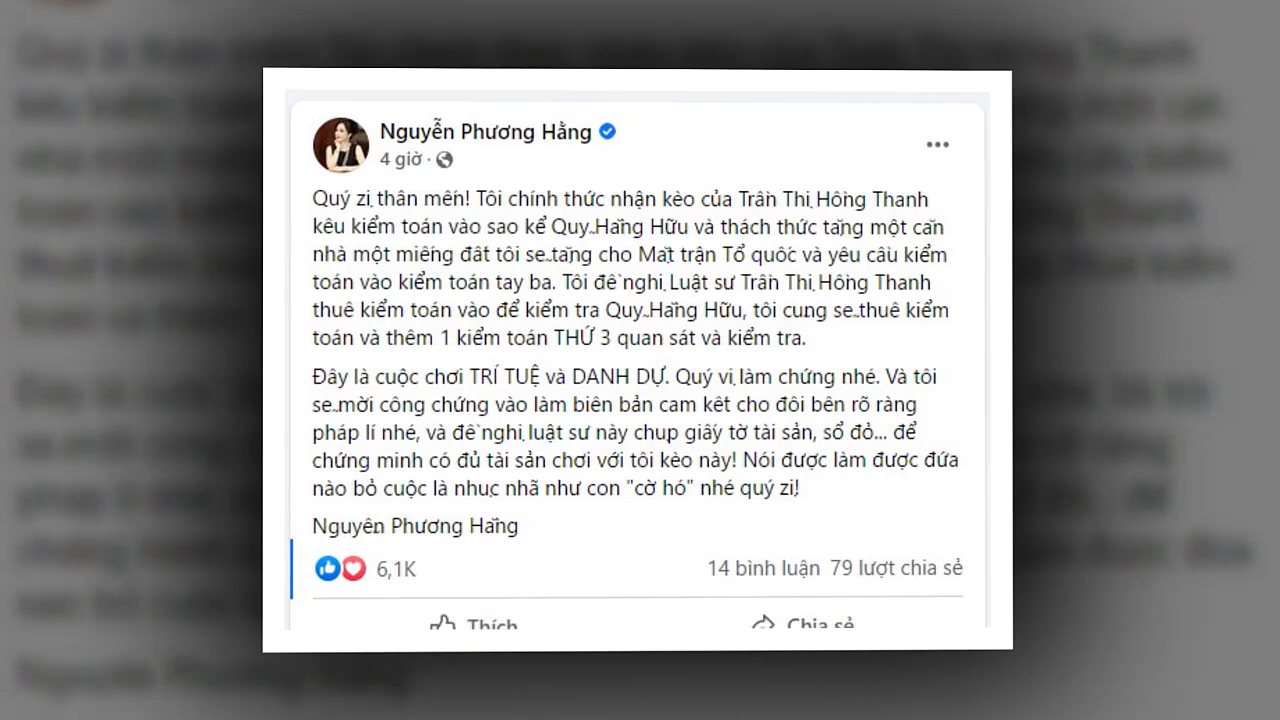 Nguyễn Phương Hằng
4 giờ ·
Quý zị thân mến! Tôi chính thức nhận kèo của Trần Thị Hồng Thanh
kêu kiểm toán vào sao kê Quỹ Hằng Hữu và thách thức tặng một căn
nhà một miếng đất tôi sẽ tặng cho Mặt trận Tổ quốc và yêu cầu kiểm
toán vào kiểm toán tay ba. Tôi đề nghị Luật sư Trần Thị Hồng Thanh
thuê kiểm toán vào để kiểm tra Quỹ Hằng Hữu, tôi cũng sẽ thuê kiểm
toán và thêm 1 kiểm toán THỨ 3 quan sát và kiểm tra.
Đây là cuộc chơi TRÍ TUỆ và DANH DỰ. Quý vị làm chứng nhé. Và tôi
sẽ mời công chứng vào làm biên bản cam kết cho đôi bên rõ ràng
pháp lí nhé, và đề nghị luật sư này chụp giấy tờ tài sản, sổ đỏ... để
chứng minh có đủ tài sản chơi với tôi kèo này! Nói được làm được đứa
nào bỏ cuộc là nhục nhã như con "cờ hó" nhé quý zị!
Nguyễn Phương Hằng
6,1K
14 bình luận 79 lượt chia sẻ
Thích
Chia sẻ